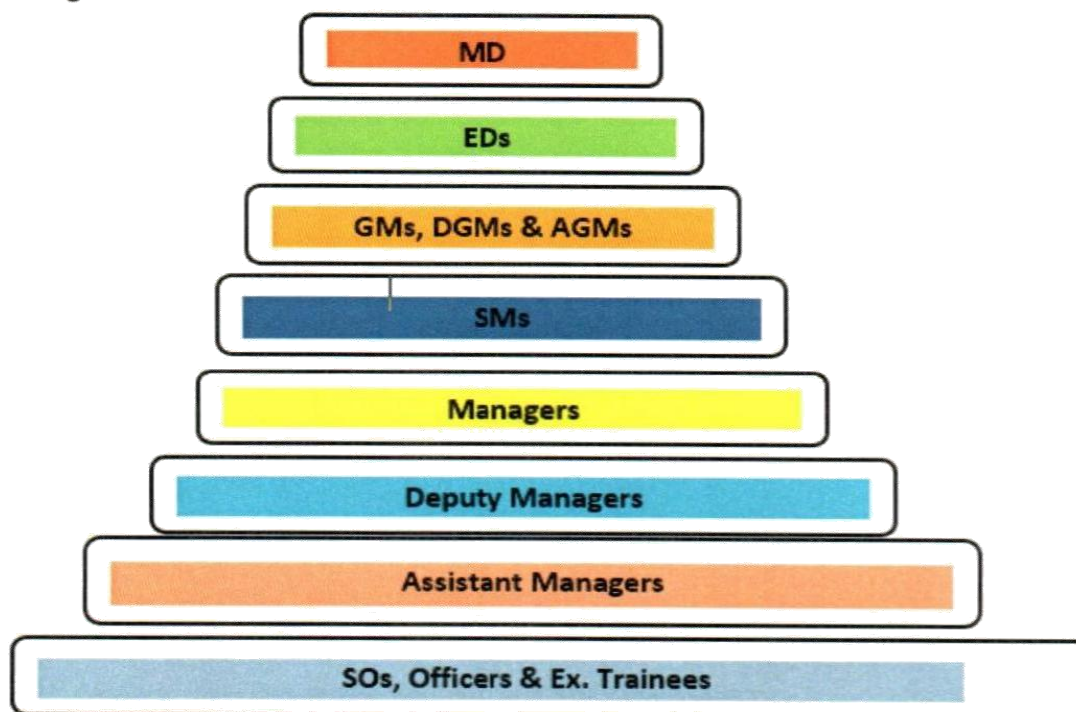 MD
EDs
GMs, DGMs & AGMs
SMs
Managers
Deputy Managers
Assistant Managers
SOs, Officers & Ex. Trainees